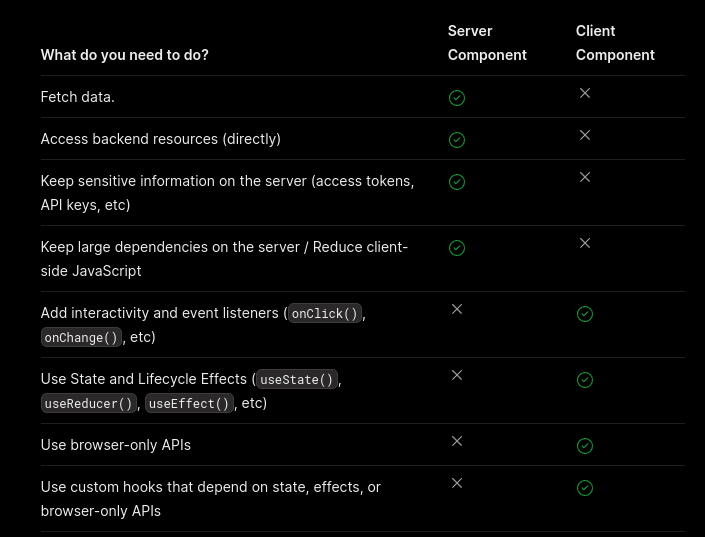 Server Client
What do you need to do? Component Component
Fetch data.
Access backend resources (directly)
Keep sensitive information on the server (access tokens,
API keys, etc)
Keep large dependencies on the server / Reduce client-
side JavaScript
Add interactivity and event listeners (onClick(),
onChange(), etc)
Use State and Lifecycle Effects (useState(),
useReducer(), useEffect(), etc)
Use browser-only APIs
Use custom hooks that depend on state, effects, or
browser-only APIs